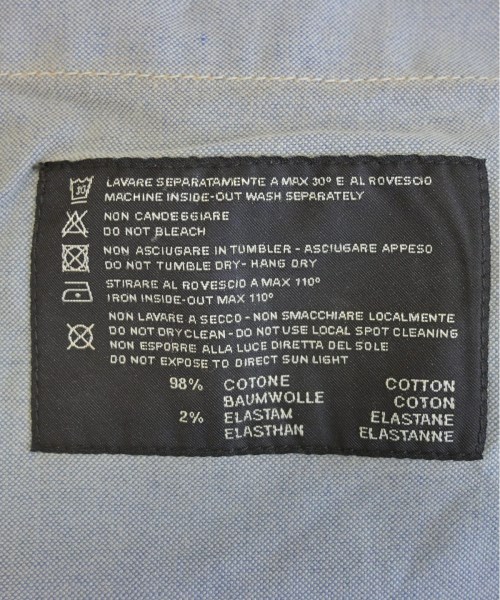 30
LAVARE SEPARATAMENTE A MAX 30° E AL ROVESCIO
MACHINE INSIDE-OUT WASH SEPARATELY
NON CANDEGGIARE
DO NOT BLEACH
NON ASCIUGARE IN TUMBLER - ASCIUGARE APPESO
DO NOT TUMBLE DRY - HANG DRY
STIRARE AL ROVESCIO A MAX 110°
IRON INSIDE-OUT MAX 110°
NON LAVARE A SECCO - NON SMACCHIARE LOCALMENTE
DO NOT DRY CLEAN - DO NOT USE LOCAL SPOT CLEANING
NON ESPORRE ALLA LUCE DIRETTA DEL SOLE
DO NOT EXPOSE TO DIRECT SUN LIGHT
98% COTONE COTTON
BAUMWOLLE COTON
2% ELASTAM ELASTANE
ELASTHAN ELASTANNE